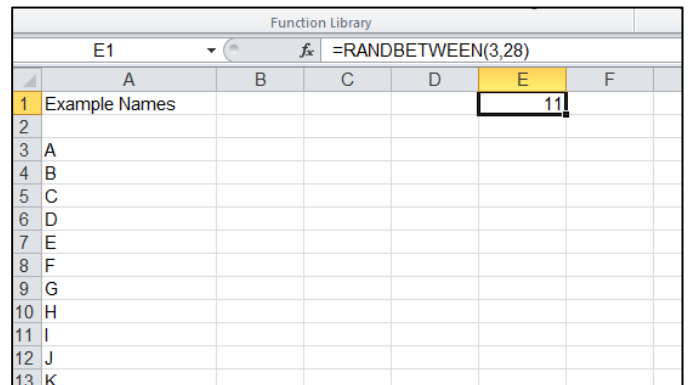 Function Library
E1 fx =RANDBETWEEN(3,28)
A B C D E F
1 Example Names 11
2
3 A
4 B
5 C
6 D
7 E
8 F
9 G
10 H
11 I
12 J
13 K